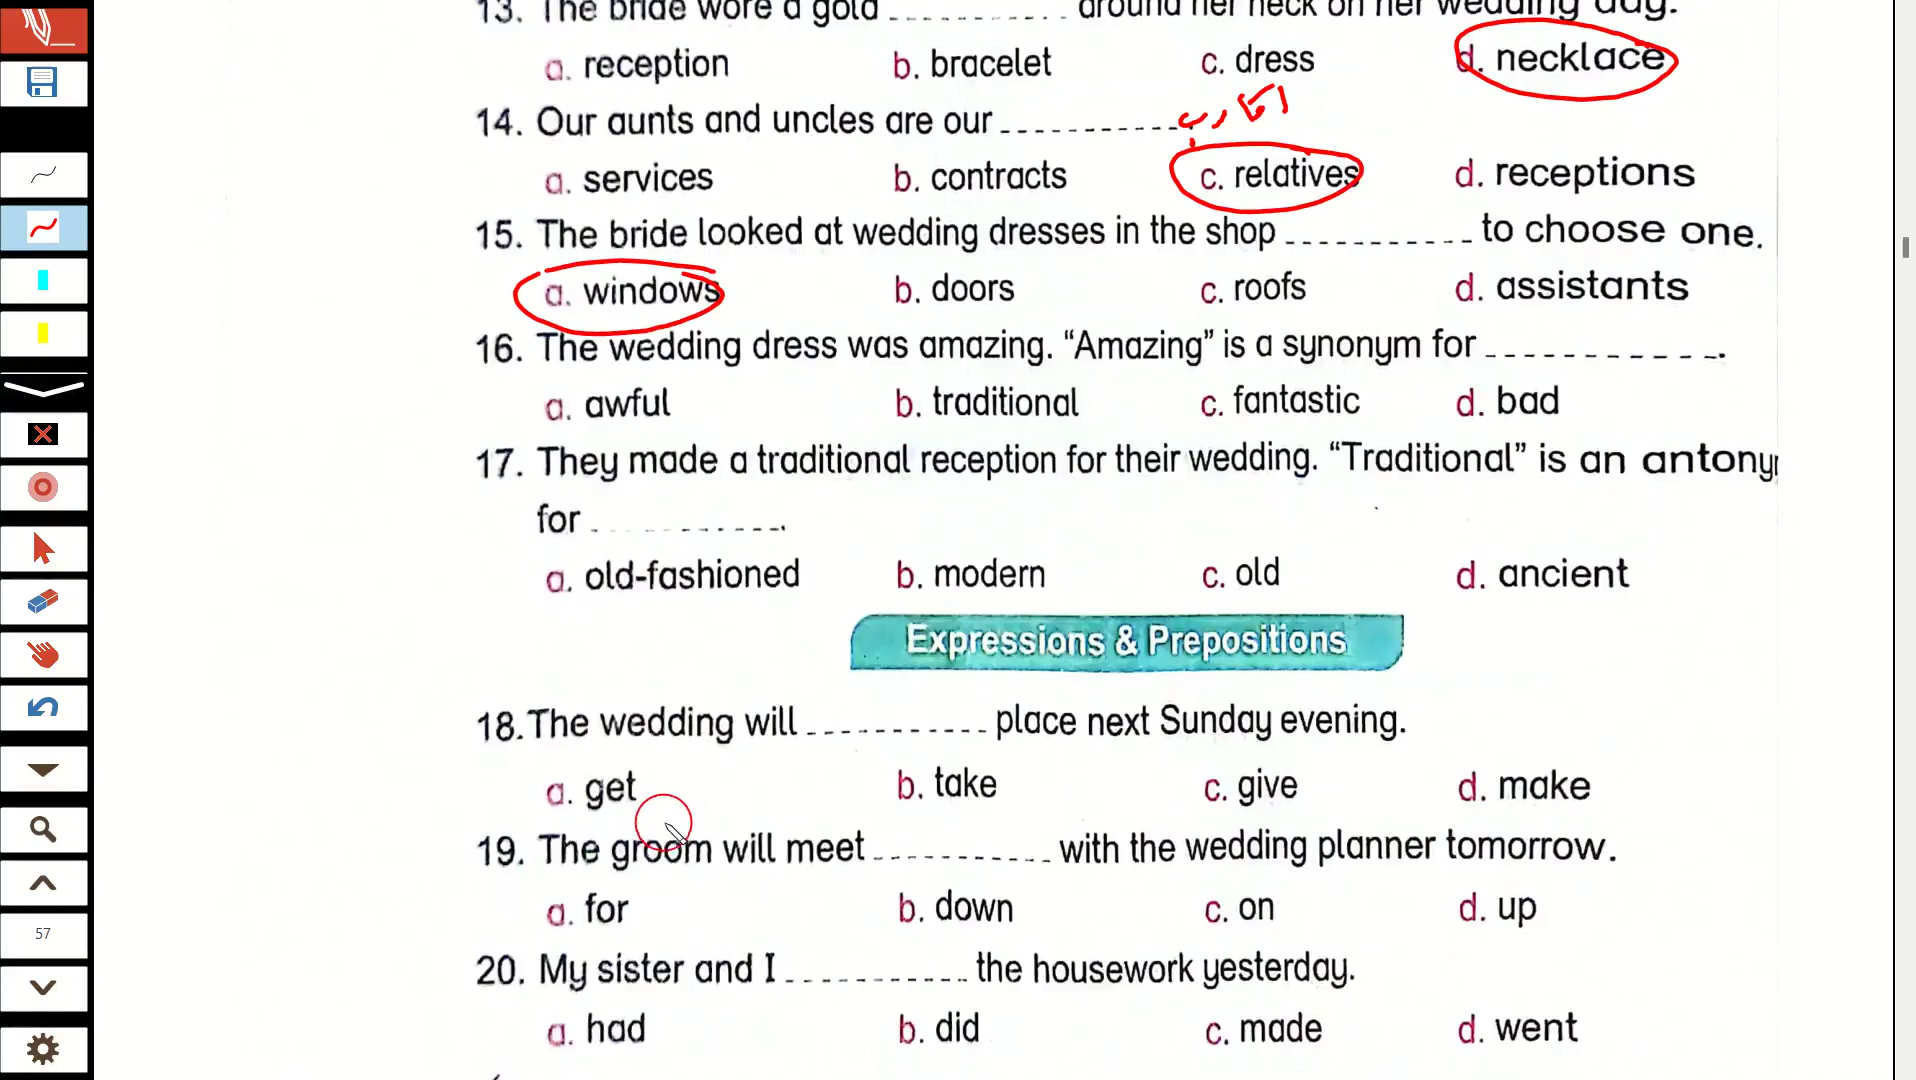 13. The bride wore a gold ............ around her neck on her wedding day.
a. reception b. bracelet c. dress d. necklace
اقارب
14. Our aunts and uncles are our ............
a. services b. contracts c. relatives d. receptions
15. The bride looked at wedding dresses in the shop ............ to choose one.
a. windows b. doors c. roofs d. assistants
16. The wedding dress was amazing. “Amazing” is a synonym for ............
a. awful b. traditional c. fantastic d. bad
17. They made a traditional reception for their wedding. “Traditional” is an antony
for ............
a. old-fashioned b. modern c. old d. ancient
Expressions & Prepositions
18. The wedding will ............ place next Sunday evening.
a. get b. take c. give d. make
19. The groom will meet ............ with the wedding planner tomorrow.
a. for b. down c. on d. up
20. My sister and I ............ the housework yesterday.
a. had b. did c. made d. went
57